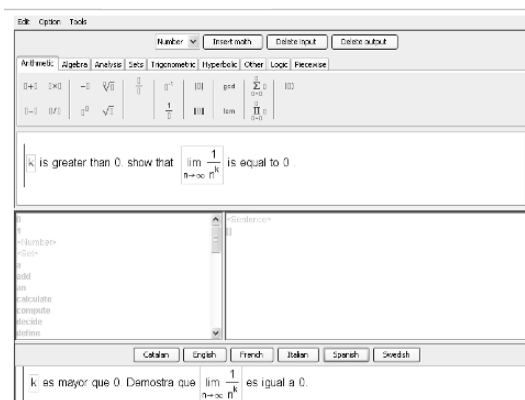 Edit Option Tools
Number Insert math Delete input Delete output
Arithmetic Algebra Analysis Sets Trigonometric Hyperbolic Other Logic Piecewise
gcd
lcm
k is greater than 0. show that lim n→∞ 1/n^k is equal to 0 .
0
1
<Number>
<Set>
a
add
an
calculate
compute
decide
define
<Sentence>
[]
Catalan English French Italian Spanish Swedish
k es mayor que 0. Demostra que lim n→∞ 1/n^k es igual a 0.